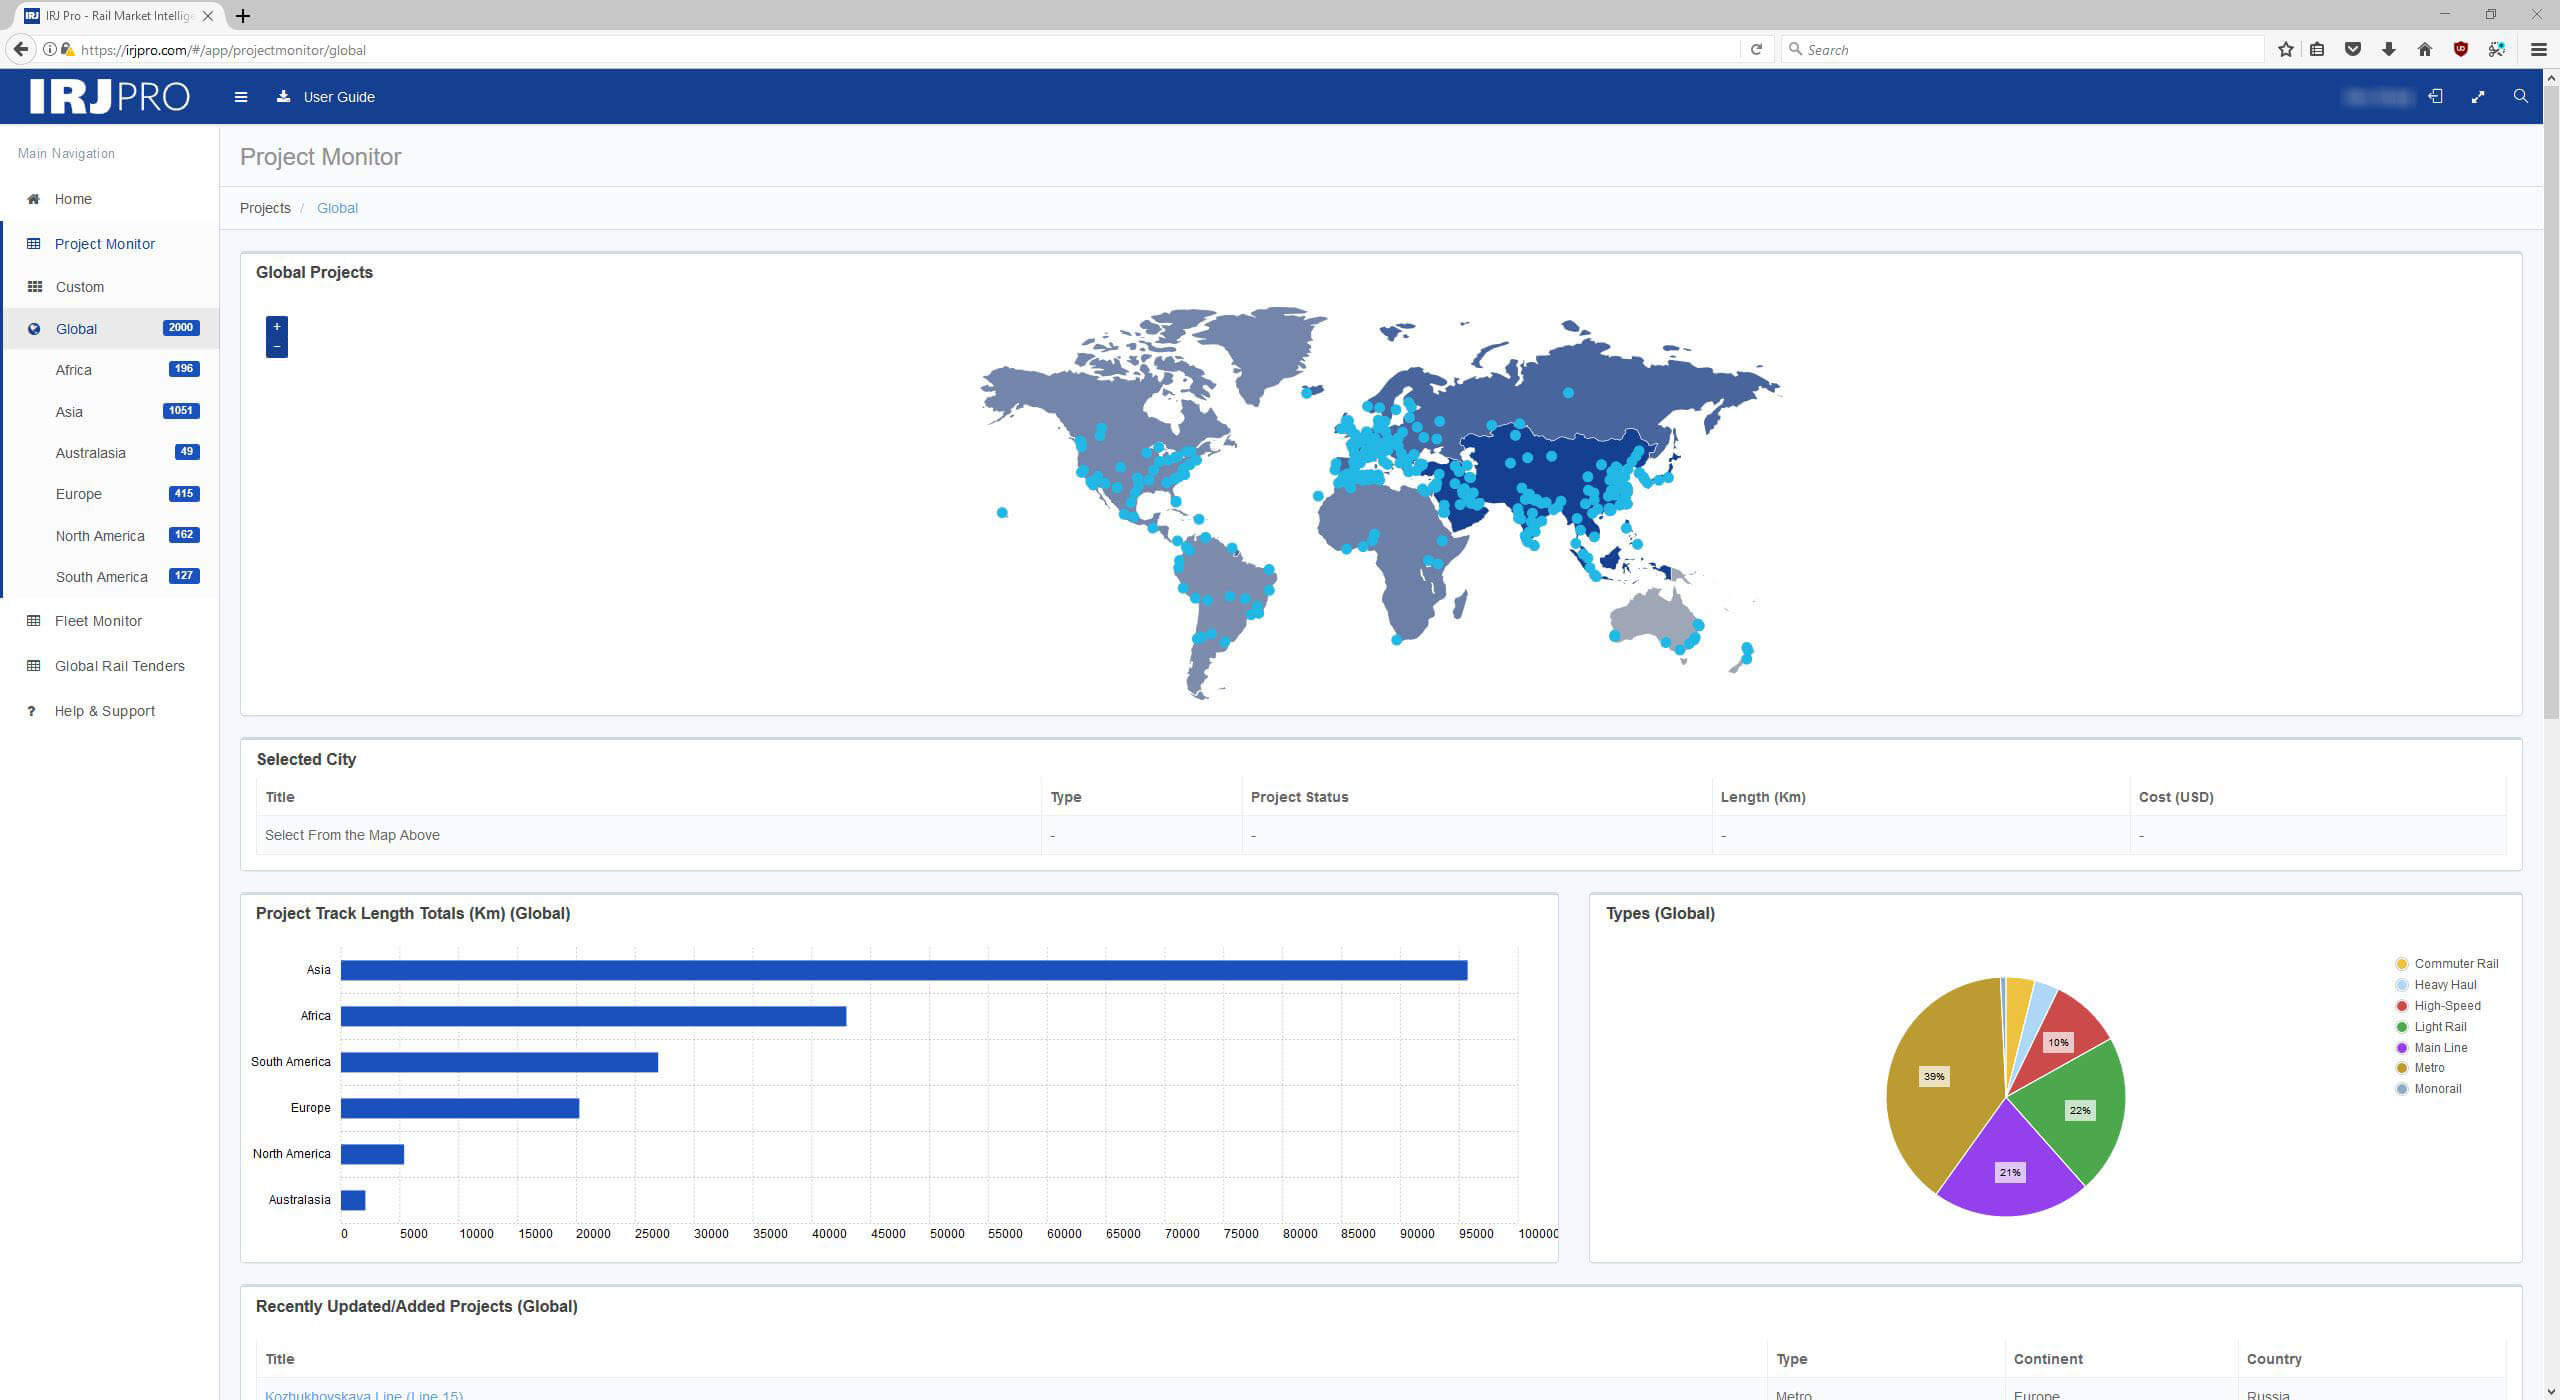 IRJ IRJ Pro - Rail Market Intellige
https://irjpro.com/#/app/projectmonitor/global
Search
IRJ PRO
User Guide
Main Navigation
Home
Project Monitor
Custom
Global 2000
Africa 196
Asia 1051
Australasia 49
Europe 415
North America 162
South America 127
Fleet Monitor
Global Rail Tenders
? Help & Support
Project Monitor
Projects / Global
Global Projects
+
−
Selected City
Title Type Project Status Length (Km) Cost (USD)
Select From the Map Above - - - -
Project Track Length Totals (Km) (Global)
Asia
Africa
South America
Europe
North America
Australasia
0 5000 10000 15000 20000 25000 30000 35000 40000 45000 50000 55000 60000 65000 70000 75000 80000 85000 90000 95000 100000
Types (Global)
Commuter Rail
Heavy Haul
High-Speed
Light Rail
Main Line
Metro
Monorail
10%
39%
22%
21%
Recently Updated/Added Projects (Global)
Title Type Continent Country
Kozhukhovskaya Line (Line 15) Metro Europe Russia